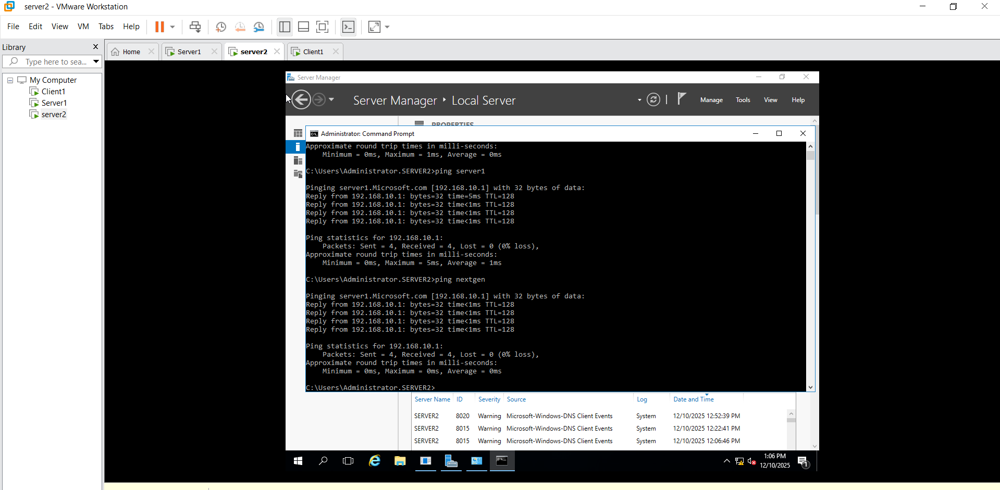 server2 - VMware Workstation
File Edit View VM Tabs Help
Library
Home
Server1
server2
Client1
Type here to sea...
My Computer
Client1
Server1
server2
Server Manager
Server Manager ‣ Local Server
Manage Tools View Help
PROPERTIES
Administrator: Command Prompt
Approximate round trip times in milli-seconds:
Minimum = 0ms, Maximum = 1ms, Average = 0ms
C:\Users\Administrator.SERVER2>ping server1
Pinging server1.Microsoft.com [192.168.10.1] with 32 bytes of data:
Reply from 192.168.10.1: bytes=32 time=5ms TTL=128
Reply from 192.168.10.1: bytes=32 time<1ms TTL=128
Reply from 192.168.10.1: bytes=32 time<1ms TTL=128
Reply from 192.168.10.1: bytes=32 time<1ms TTL=128
Ping statistics for 192.168.10.1:
Packets: Sent = 4, Received = 4, Lost = 0 (0% loss),
Approximate round trip times in milli-seconds:
Minimum = 0ms, Maximum = 5ms, Average = 1ms
C:\Users\Administrator.SERVER2>ping nextgen
Pinging server1.Microsoft.com [192.168.10.1] with 32 bytes of data:
Reply from 192.168.10.1: bytes=32 time<1ms TTL=128
Reply from 192.168.10.1: bytes=32 time<1ms TTL=128
Reply from 192.168.10.1: bytes=32 time<1ms TTL=128
Reply from 192.168.10.1: bytes=32 time<1ms TTL=128
Ping statistics for 192.168.10.1:
Packets: Sent = 4, Received = 4, Lost = 0 (0% loss),
Approximate round trip times in milli-seconds:
Minimum = 0ms, Maximum = 0ms, Average = 0ms
C:\Users\Administrator.SERVER2>
Server Name ID Severity Source Log Date and Time
SERVER2 8020 Warning Microsoft-Windows-DNS Client Events System 12/10/2025 12:52:39 PM
SERVER2 8015 Warning Microsoft-Windows-DNS Client Events System 12/10/2025 12:22:41 PM
SERVER2 8015 Warning Microsoft-Windows-DNS Client Events System 12/10/2025 12:06:46 PM
1:06 PM
12/10/2025
1